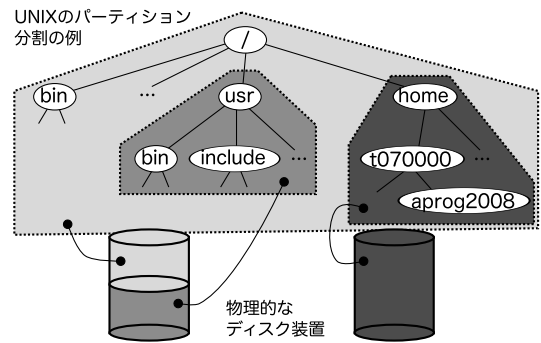 UNIXのパーティション
分割の例
/
bin
...
usr
home
bin
include
...
t070000
...
aprog2008
物理的な
ディスク装置